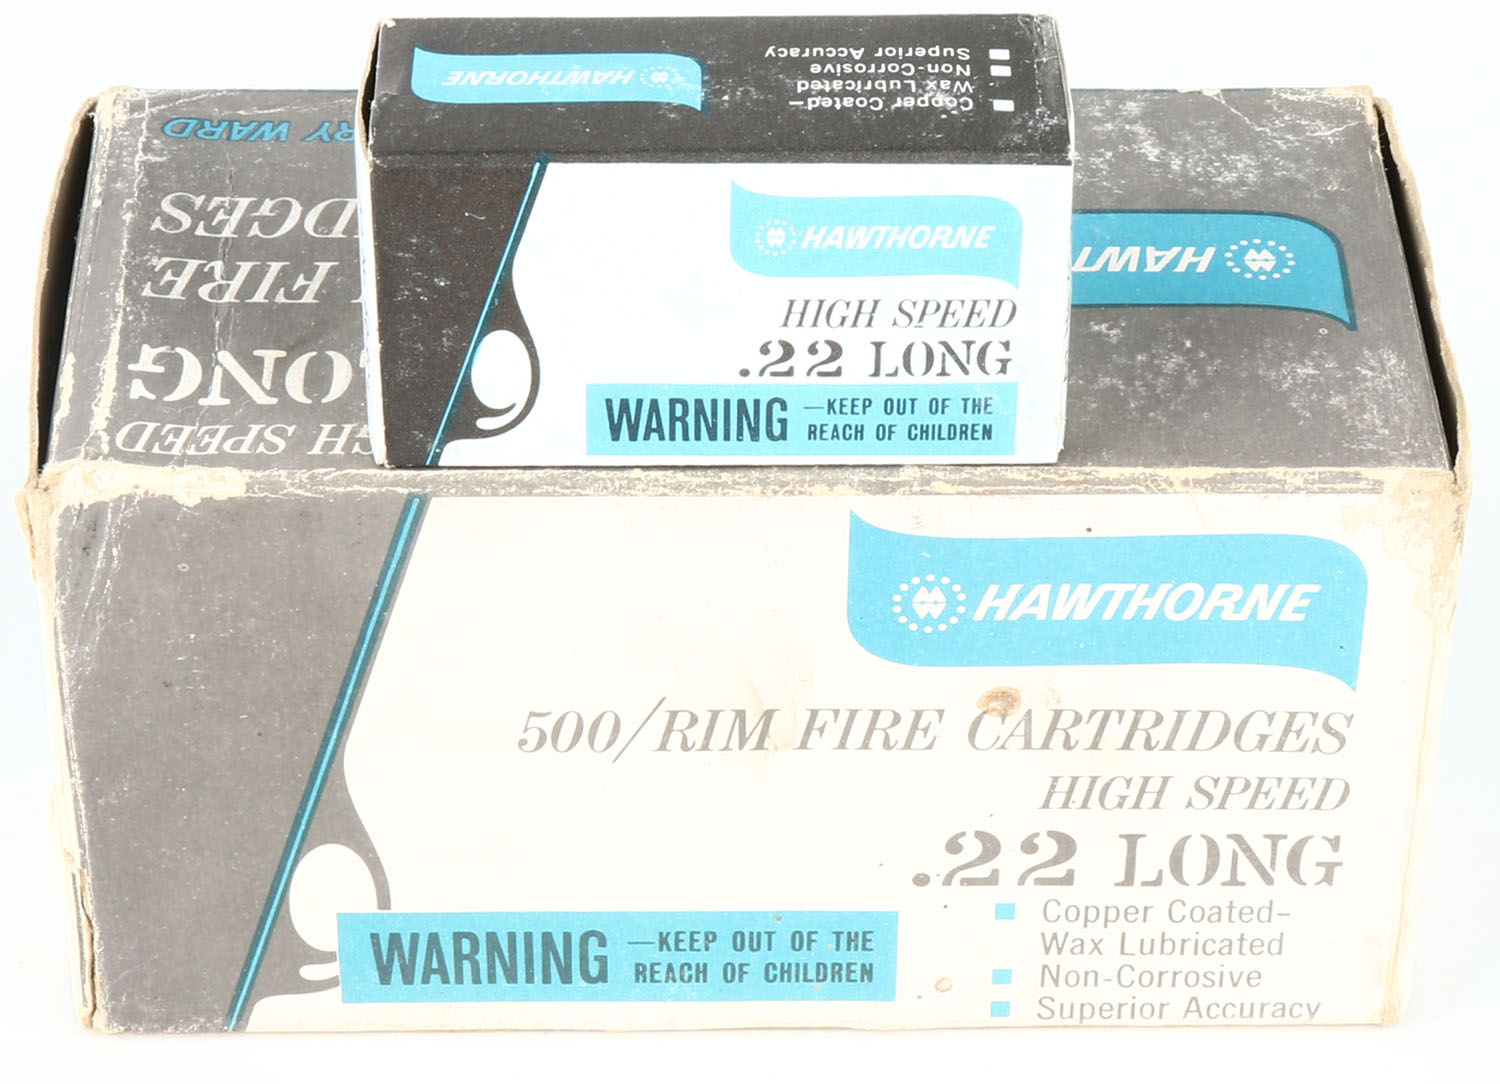 HAWTHORNE
Copper Coated–
Wax Lubricated
Non-Corrosive
Superior Accuracy
HAWTHORNE
HIGH SPEED
.22 LONG
WARNING —KEEP OUT OF THE
REACH OF CHILDREN
RY WARD
DGES
FIRE
LONG
GH SPEED
HAWT
HAWTHORNE
500/RIM FIRE CARTRIDGES
HIGH SPEED
.22 LONG
Copper Coated–
Wax Lubricated
Non-Corrosive
Superior Accuracy
WARNING —KEEP OUT OF THE
REACH OF CHILDREN